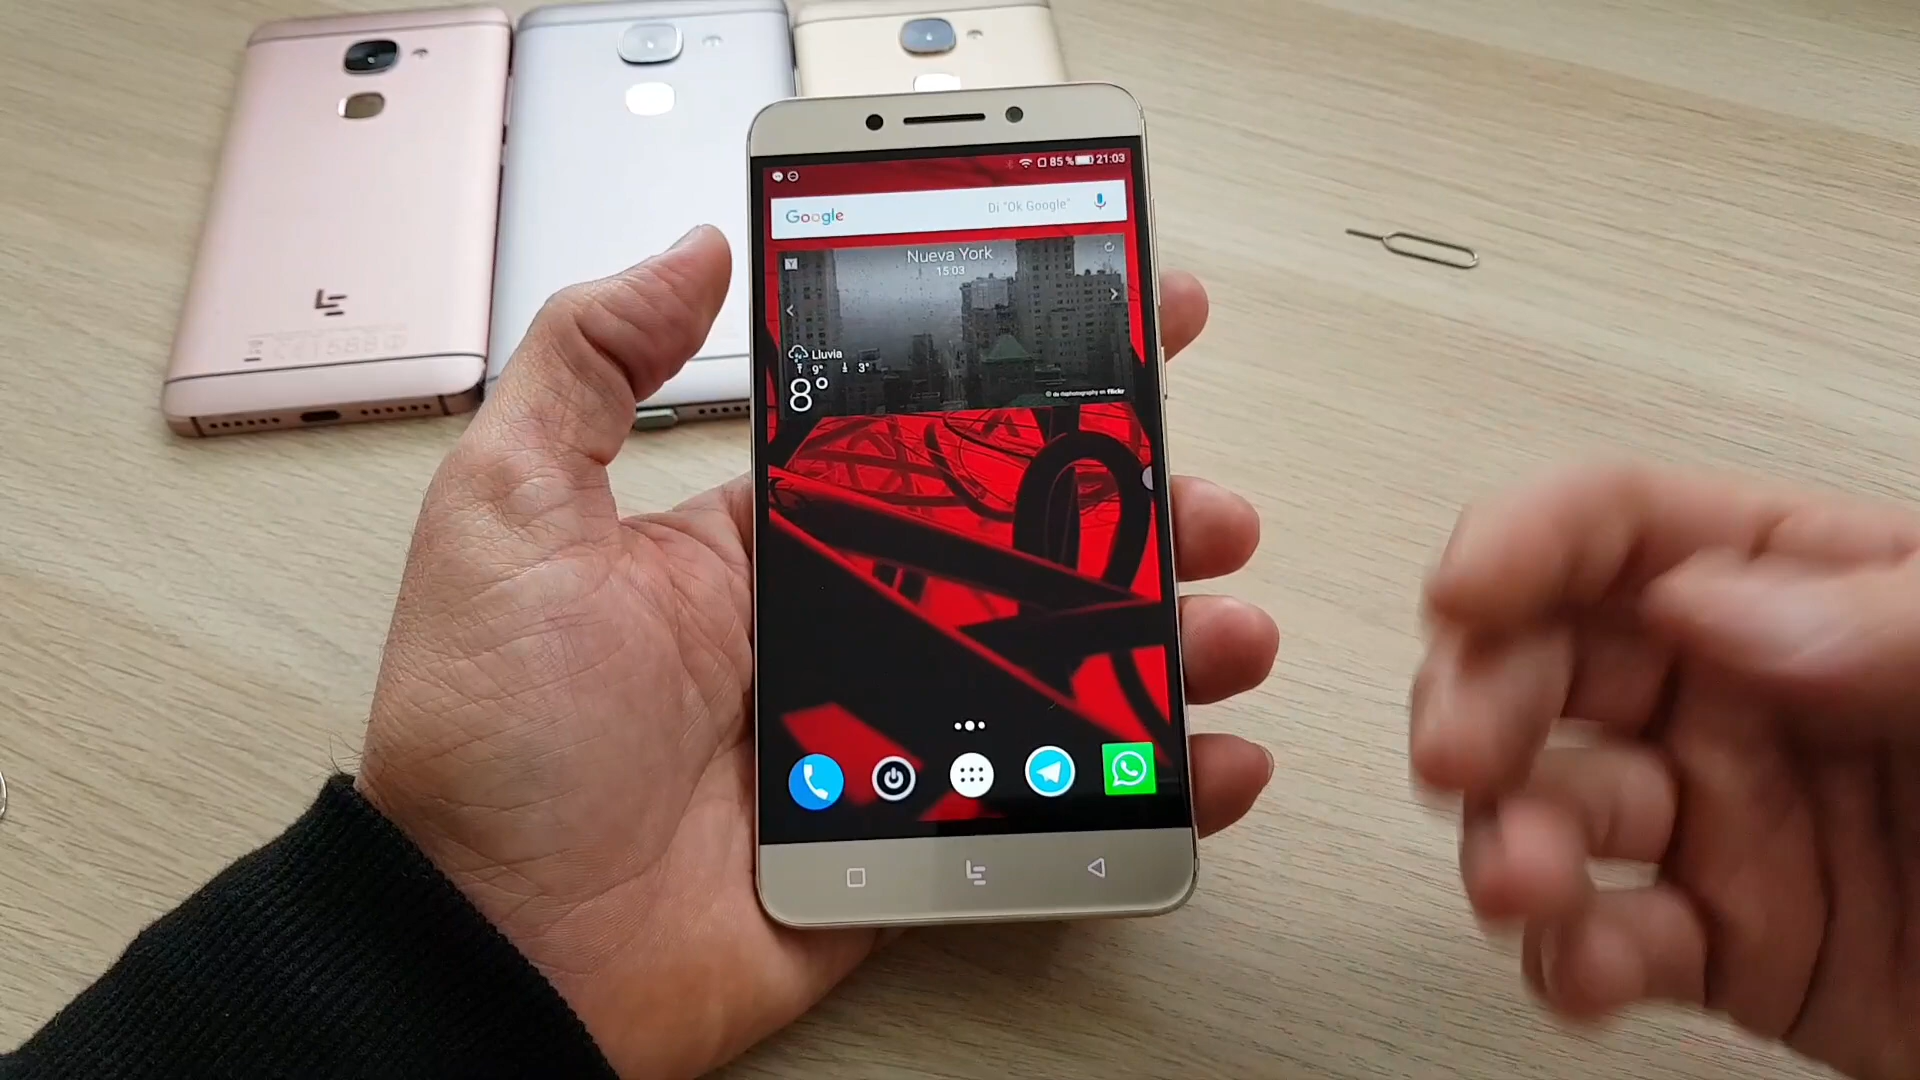 85 % 21:03
Google
Di "Ok Google"
Nueva York
15:03
Lluvia
9° 3°
8°